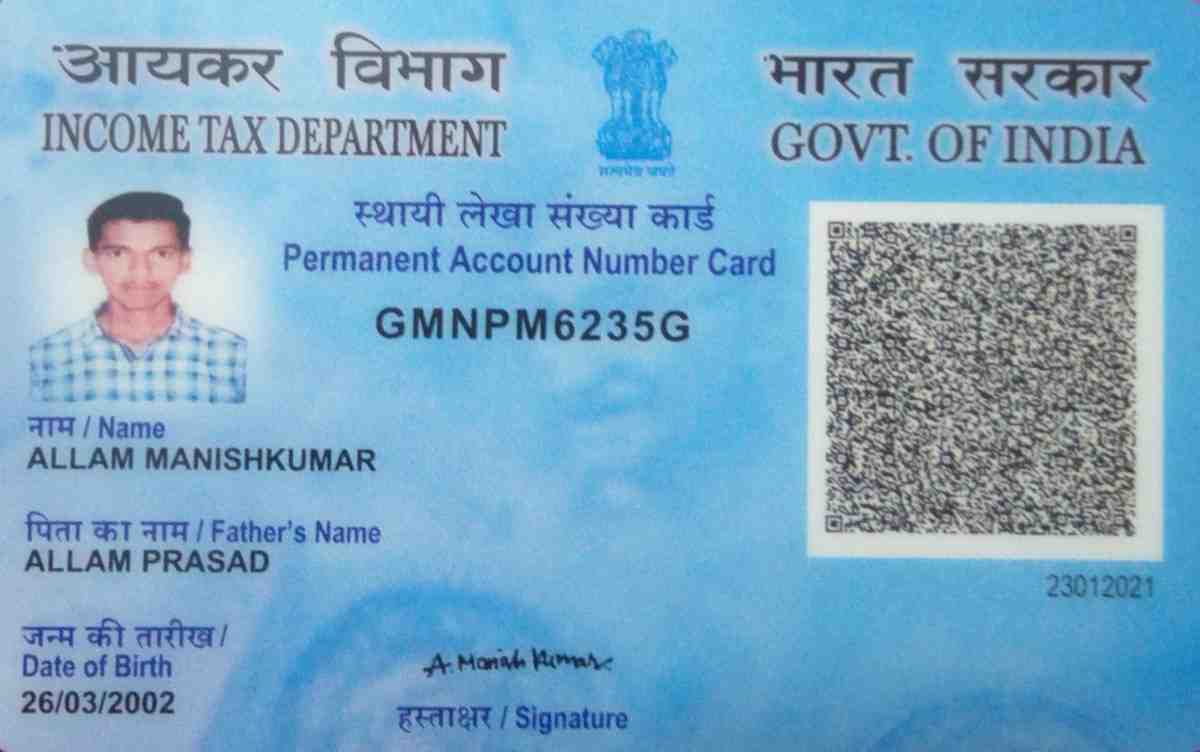 आयकर विभाग
INCOME TAX DEPARTMENT
सत्यमेव जयते
भारत सरकार
GOVT. OF INDIA
स्थायी लेखा संख्या कार्ड
Permanent Account Number Card
GMNPM6235G
नाम / Name
ALLAM MANISHKUMAR
पिता का नाम / Father's Name
ALLAM PRASAD
23012021
जन्म की तारीख /
Date of Birth
26/03/2002
A. Manish Kumar
हस्ताक्षर / Signature